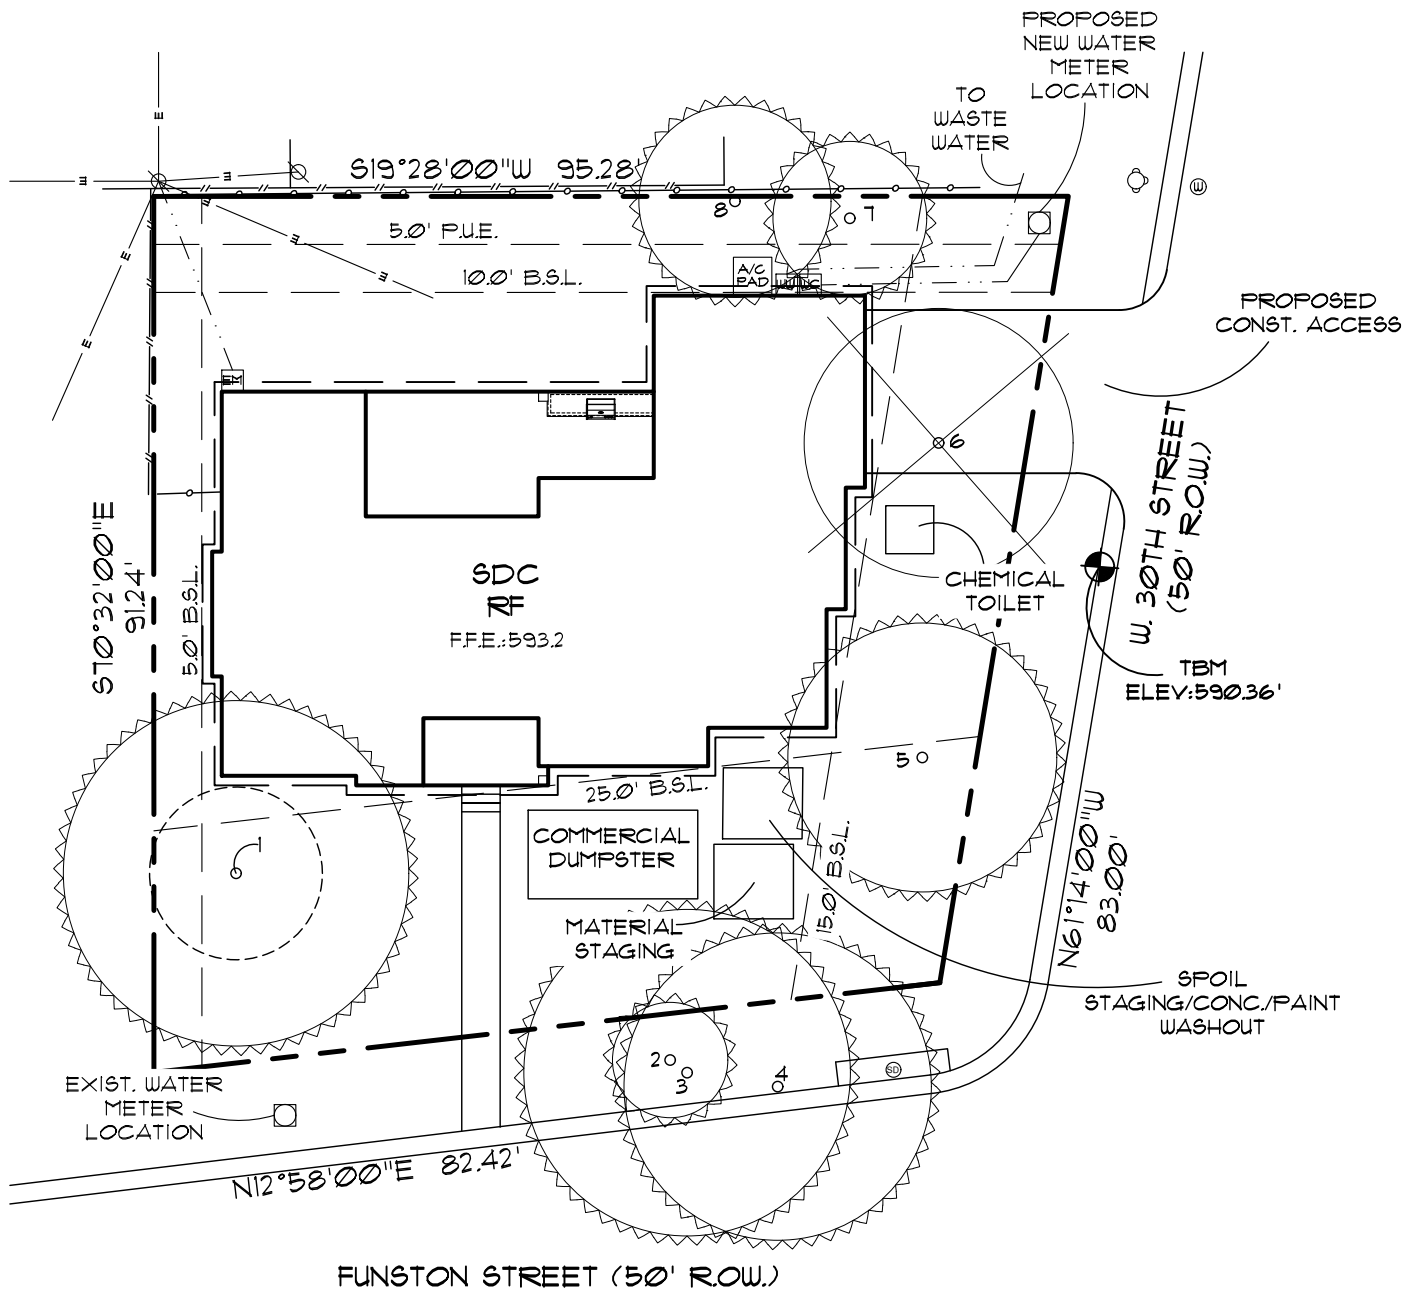 PROPOSED
NEW WATER
METER
LOCATION
TO
WASTE
WATER
E
S19°28'00"W 95.28'
E
E
W
8
7
5.0' P.U.E.
E
E
E
10.0' B.S.L.
A/C
PAD
PROPOSED
CONST. ACCESS
E
EM
6
W. 30TH STREET
(50' R.O.W.)
S70°32'00"E
91.24'
5.0' B.S.L.
SDC
RF
F.F.E.:593.2
CHEMICAL
TOILET
TBM
ELEV:590.36'
5
25.0' B.S.L.
COMMERCIAL
DUMPSTER
1
15.0' B.S.L.
N61°14'00"W
83.00'
MATERIAL
STAGING
SPOIL
STAGING/CONC./PAINT
WASHOUT
2
3
4
SD
EXIST. WATER
METER
LOCATION
N12°58'00"E 82.42'
FUNSTON STREET (50' R.O.W.)